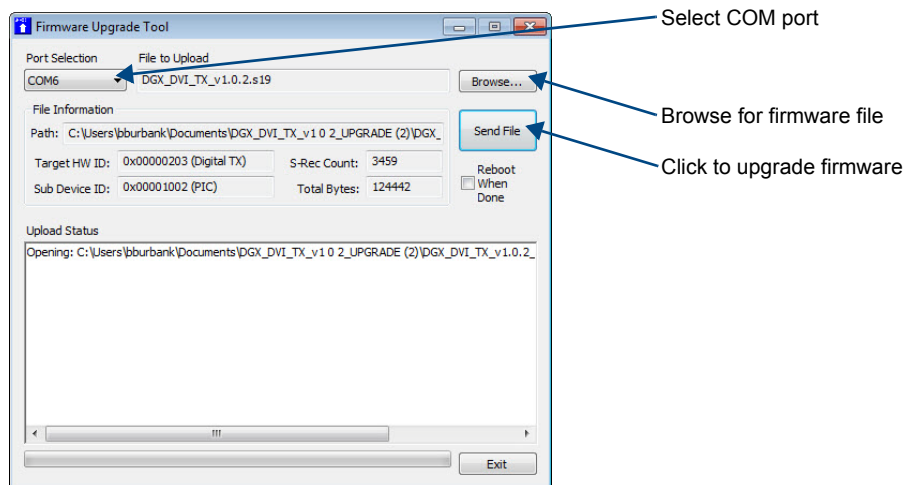 Firmware Upgrade Tool
Select COM port
Port Selection
File to Upload
COM6
DGX_DVI_TX_v1.0.2.s19
Browse...
Browse for firmware file
File Information
Path: C:\Users\bburbank\Documents\DGX_DVI_TX_v1 0 2_UPGRADE (2)\DGX_
Send File
Click to upgrade firmware
Target HW ID: 0x00000203 (Digital TX)
S-Rec Count: 3459
Sub Device ID: 0x00001002 (PIC)
Total Bytes: 124442
Reboot
When
Done
Upload Status
Opening: C:\Users\bburbank\Documents\DGX_DVI_TX_v1 0 2_UPGRADE (2)\DGX_DVI_TX_v1.0.2_
Exit